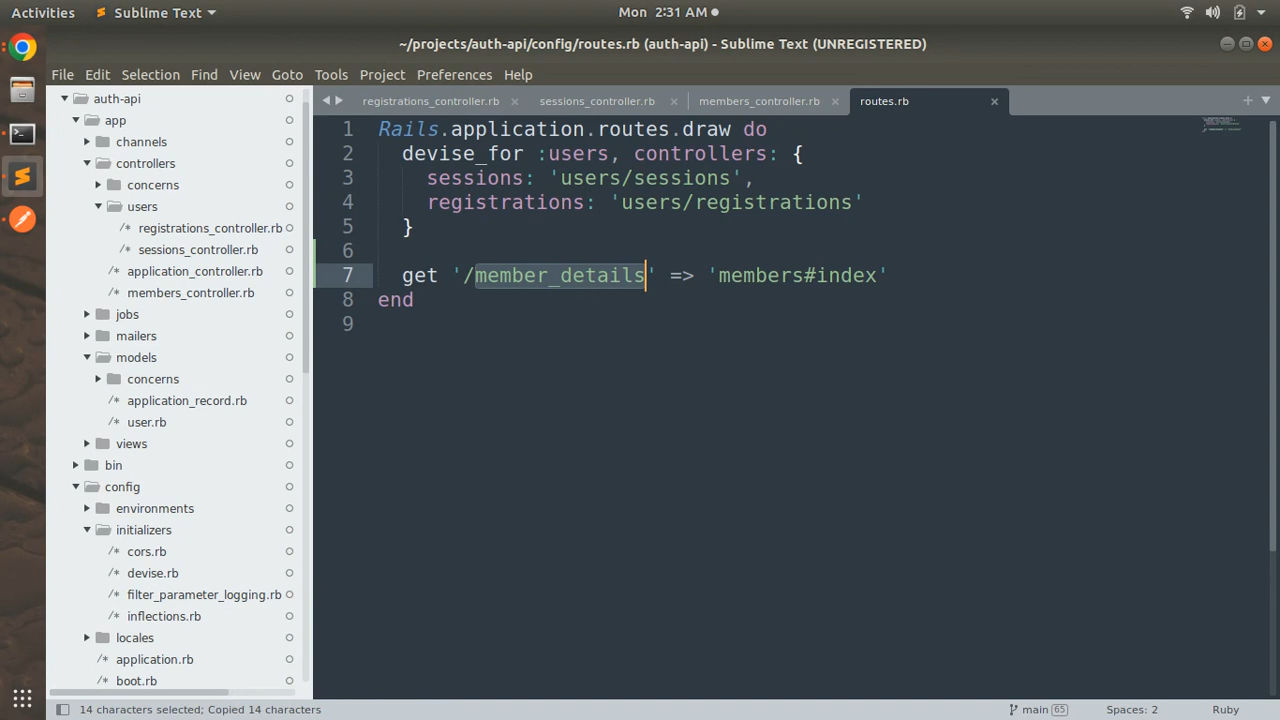 Activities
Sublime Text
Mon 2:31 AM
~/projects/auth-api/config/routes.rb (auth-api) - Sublime Text (UNREGISTERED)
File Edit Selection Find View Goto Tools Project Preferences Help
auth-api
app
channels
controllers
concerns
users
/* registrations_controller.rb
/* sessions_controller.rb
/* application_controller.rb
/* members_controller.rb
jobs
mailers
models
concerns
/* application_record.rb
/* user.rb
views
bin
config
environments
initializers
/* cors.rb
/* devise.rb
/* filter_parameter_logging.rb
/* inflections.rb
locales
/* application.rb
/* boot.rb
registrations_controller.rb × sessions_controller.rb × members_controller.rb × routes.rb ×
1 Rails.application.routes.draw do
2 devise_for :users, controllers: {
3 sessions: 'users/sessions',
4 registrations: 'users/registrations'
5 }
6
7 get '/member_details' => 'members#index'
8 end
9
14 characters selected; Copied 14 characters
main 65
Spaces: 2
Ruby